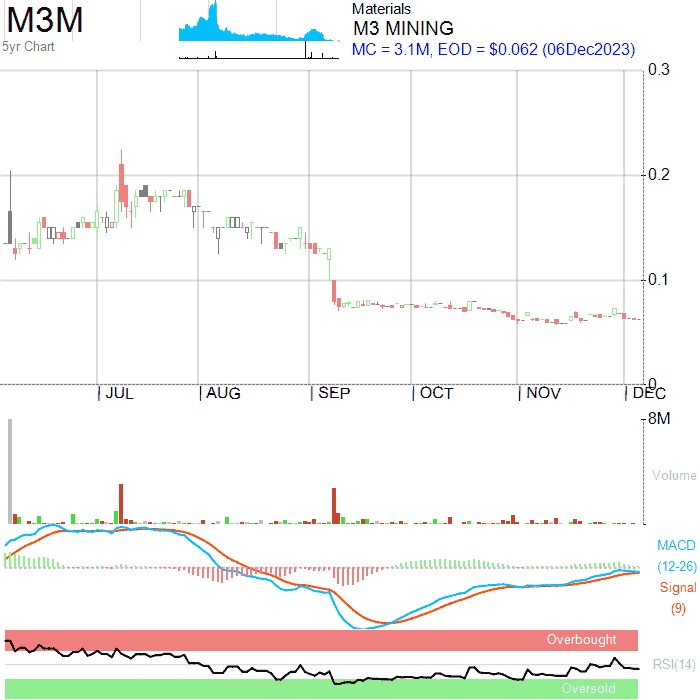 M3M
5yr Chart
Materials
M3 MINING
MC = 3.1M, EOD = $0.062 (06Dec2023)
0.3
0.2
0.1
0
JUL
AUG
SEP
OCT
NOV
DEC
8M
Volume
MACD
(12-26)
Signal
(9)
Overbought
RSI(14)
Oversold